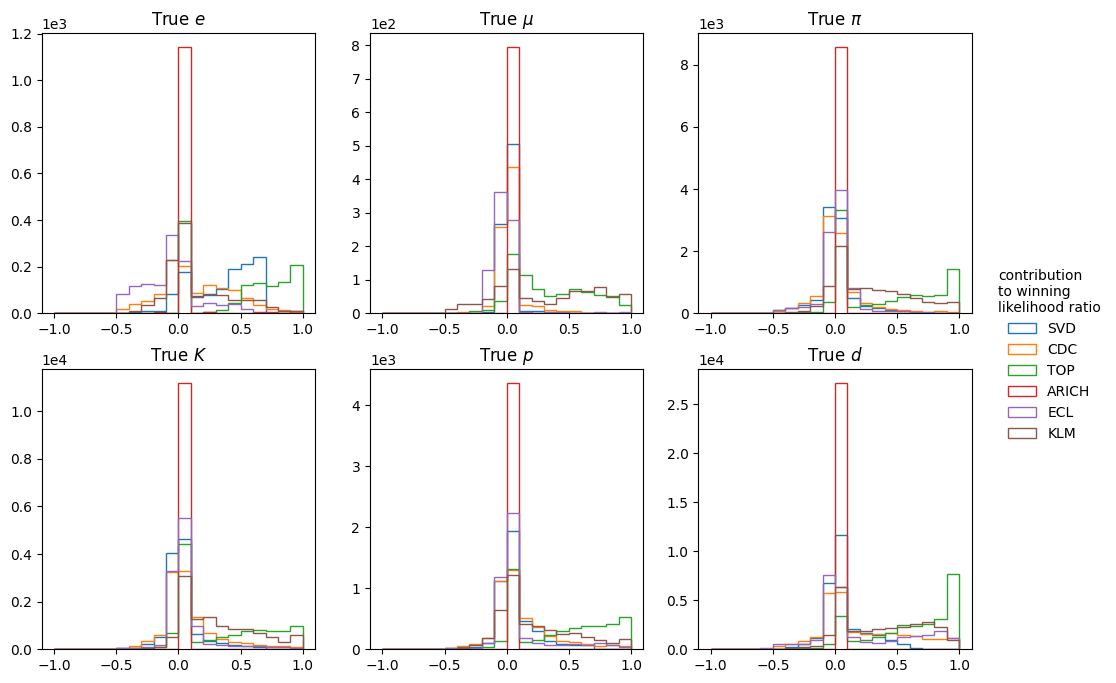 True e
1e3
1.2
1.0
0.8
0.6
0.4
0.2
0.0
−1.0 −0.5 0.0 0.5 1.0
True μ
1e2
8
7
6
5
4
3
2
1
0
−1.0 −0.5 0.0 0.5 1.0
True π
1e3
8
6
4
2
0
−1.0 −0.5 0.0 0.5 1.0
True K
1e4
1.0
0.8
0.6
0.4
0.2
0.0
−1.0 −0.5 0.0 0.5 1.0
True p
1e3
4
3
2
1
0
−1.0 −0.5 0.0 0.5 1.0
True d
1e4
2.5
2.0
1.5
1.0
0.5
0.0
−1.0 −0.5 0.0 0.5 1.0
contribution
to winning
likelihood ratio
SVD
CDC
TOP
ARICH
ECL
KLM